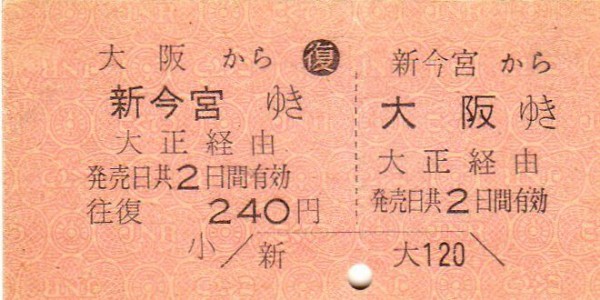 大阪から
復
新今宮ゆき
大正経由
発売日共2日間有効
往復 240円
小/新
新今宮から
大阪ゆき
大正経由
発売日共2日間有効
大120\